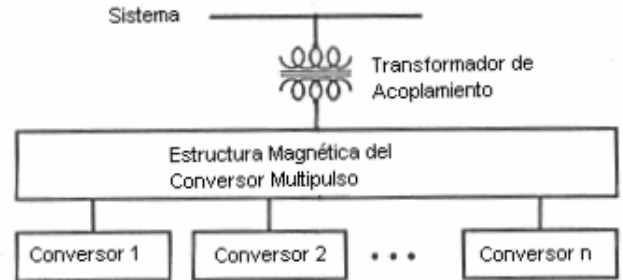 Sistema
Transformador de
Acoplamiento
Estructura Magnética del
Conversor Multipulso
Conversor 1
Conversor 2
Conversor n